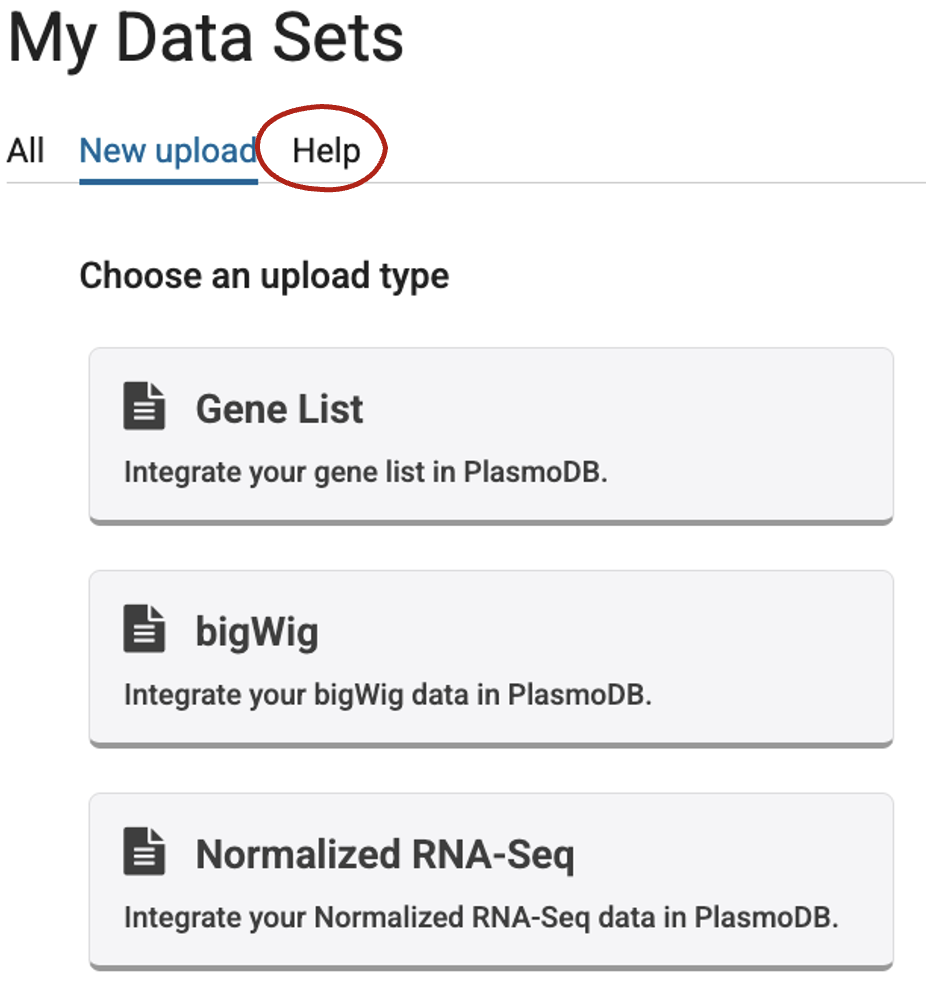 My Data Sets
All New upload Help
Choose an upload type
Gene List
Integrate your gene list in PlasmoDB.
bigWig
Integrate your bigWig data in PlasmoDB.
Normalized RNA-Seq
Integrate your Normalized RNA-Seq data in PlasmoDB.